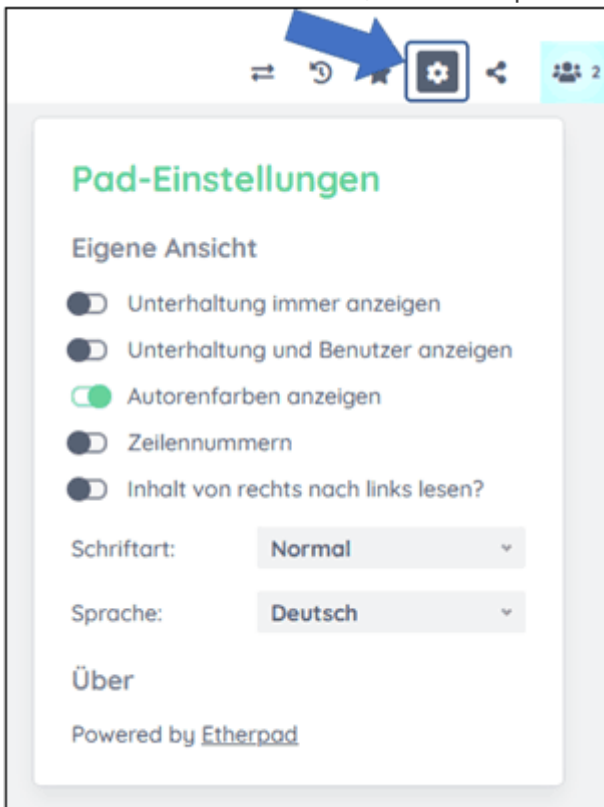 2
Pad-Einstellungen
Eigene Ansicht
Unterhaltung immer anzeigen
Unterhaltung und Benutzer anzeigen
Autorenfarben anzeigen
Zeilennummern
Inhalt von rechts nach links lesen?
Schriftart: Normal
Sprache: Deutsch
Über
Powered by Etherpad